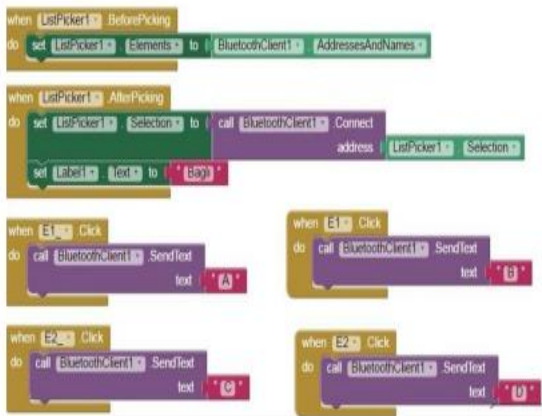 when ListPicker1 .BeforePicking
do set ListPicker1 . Elements to BluetoothClient1 . AddressesAndNames
when ListPicker1 .AfterPicking
do set ListPicker1 . Selection to call BluetoothClient1 .Connect
address ListPicker1 . Selection
set Label1 . Text to " Bagli "
when E1_ .Click
do call BluetoothClient1 .SendText
text " A "
when E1 .Click
do call BluetoothClient1 .SendText
text " B "
when E2_ .Click
do call BluetoothClient1 .SendText
text " C "
when E2 .Click
do call BluetoothClient1 .SendText
text " D "